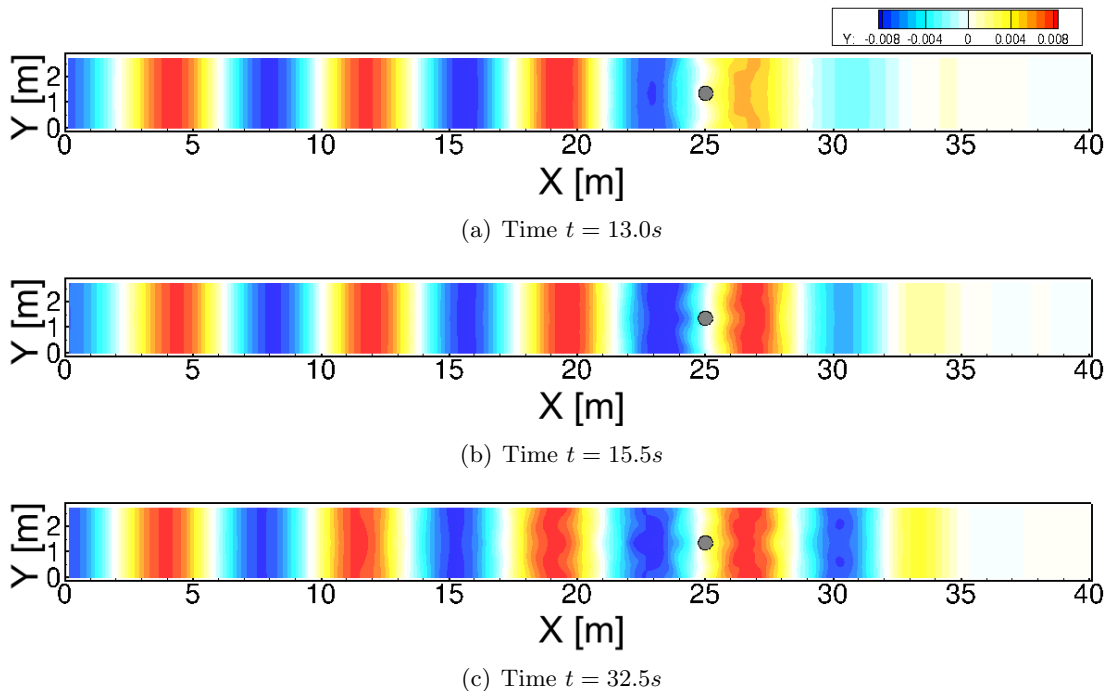 Y: -0.008 -0.004 0 0.004 0.008
Y [m]
2
1
0
0 5 10 15 20 25 30 35 40
X [m]
(a) Time t = 13.0s
Y [m]
2
1
0
0 5 10 15 20 25 30 35 40
X [m]
(b) Time t = 15.5s
Y [m]
2
1
0
0 5 10 15 20 25 30 35 40
X [m]
(c) Time t = 32.5s